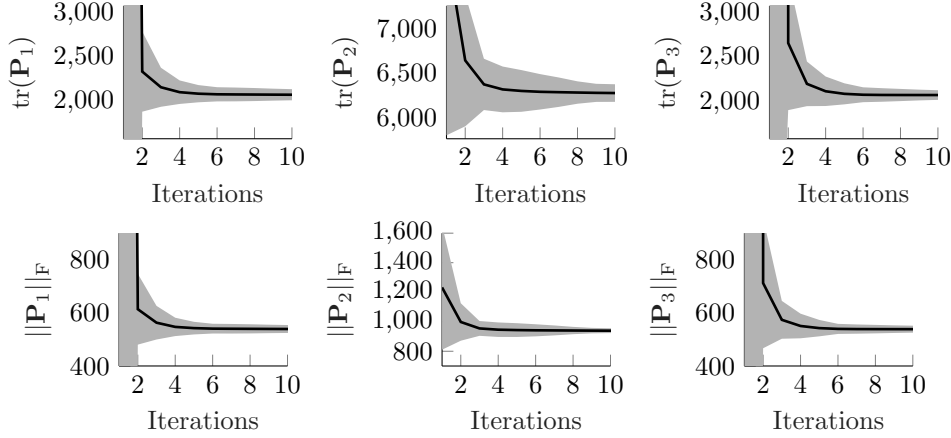 3,000
2,500
2,000
tr(P₁)
2 4 6 8 10
Iterations
7,000
6,500
6,000
tr(P₂)
2 4 6 8 10
Iterations
3,000
2,500
2,000
tr(P₃)
2 4 6 8 10
Iterations
800
600
400
||P₁||F
2 4 6 8 10
Iterations
1,600
1,400
1,200
1,000
800
||P₂||F
2 4 6 8 10
Iterations
800
600
400
||P₃||F
2 4 6 8 10
Iterations